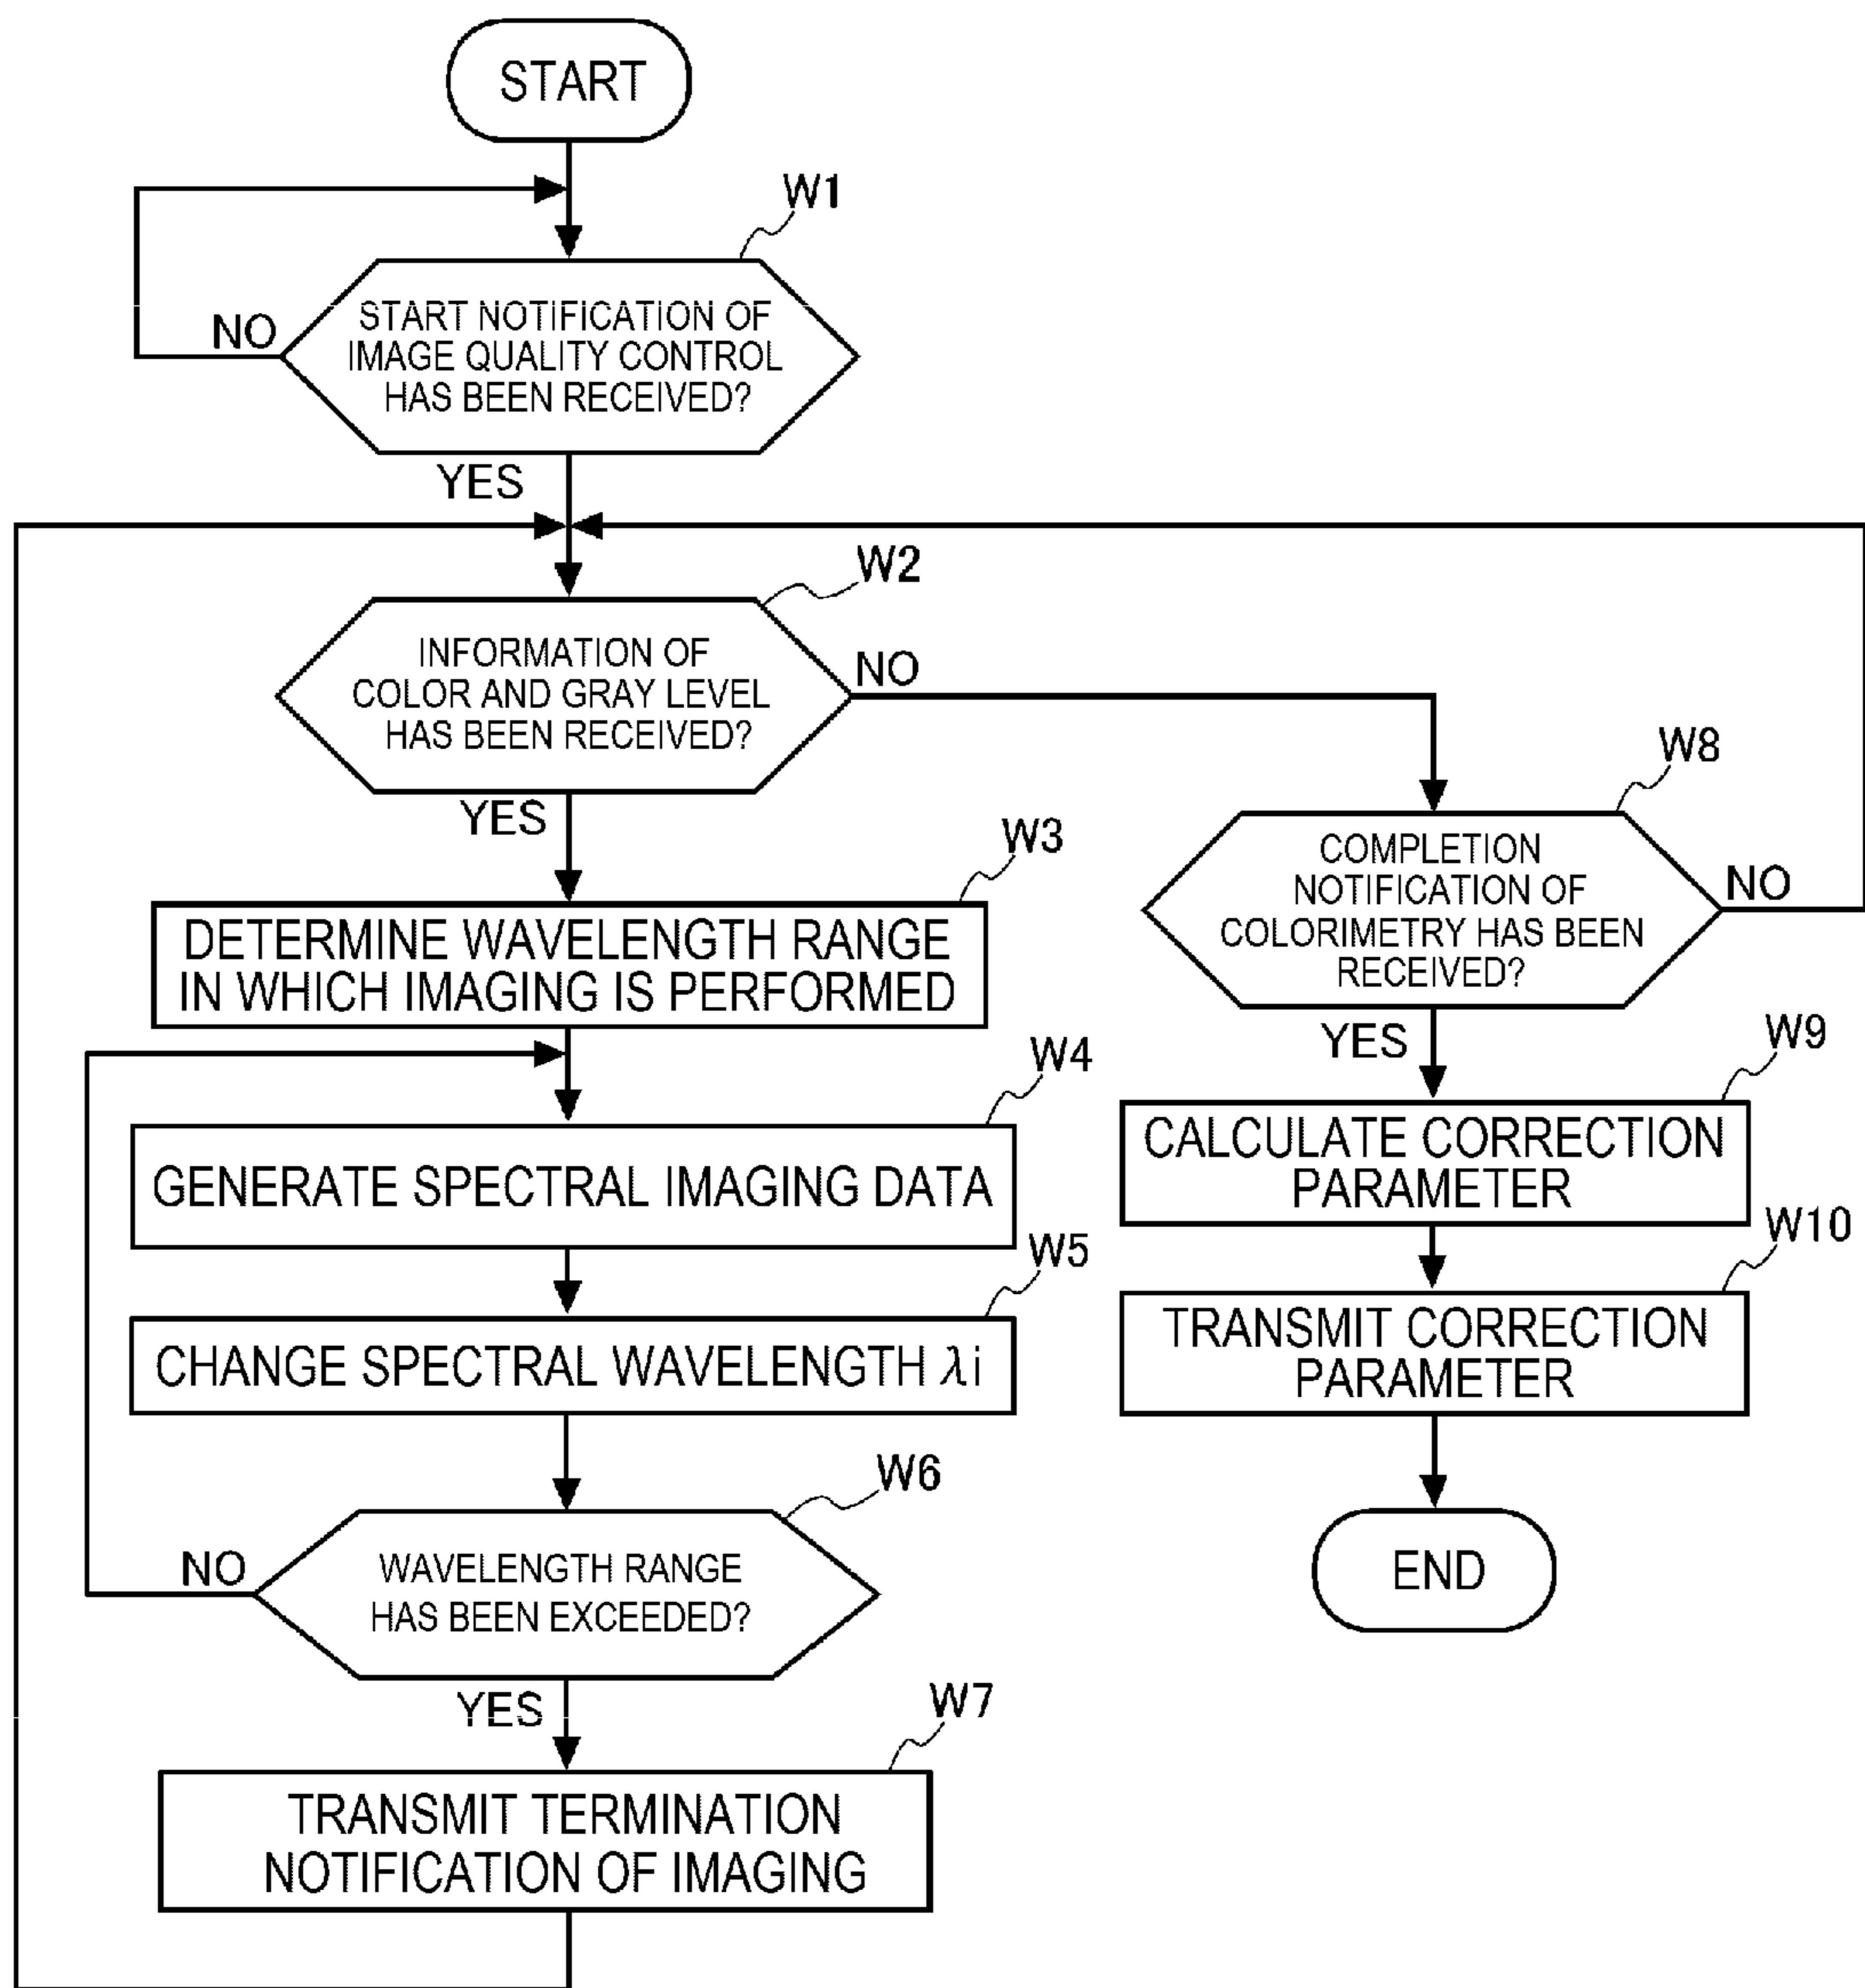 START
W1
START NOTIFICATION OF
IMAGE QUALITY CONTROL
HAS BEEN RECEIVED?
NO
YES
W2
INFORMATION OF
COLOR AND GRAY LEVEL
HAS BEEN RECEIVED?
NO
YES
W3
DETERMINE WAVELENGTH RANGE
IN WHICH IMAGING IS PERFORMED
W4
GENERATE SPECTRAL IMAGING DATA
W5
CHANGE SPECTRAL WAVELENGTH λi
W6
WAVELENGTH RANGE
HAS BEEN EXCEEDED?
NO
YES
W7
TRANSMIT TERMINATION
NOTIFICATION OF IMAGING
W8
COMPLETION
NOTIFICATION OF
COLORIMETRY HAS BEEN
RECEIVED?
NO
YES
W9
CALCULATE CORRECTION
PARAMETER
W10
TRANSMIT CORRECTION
PARAMETER
END